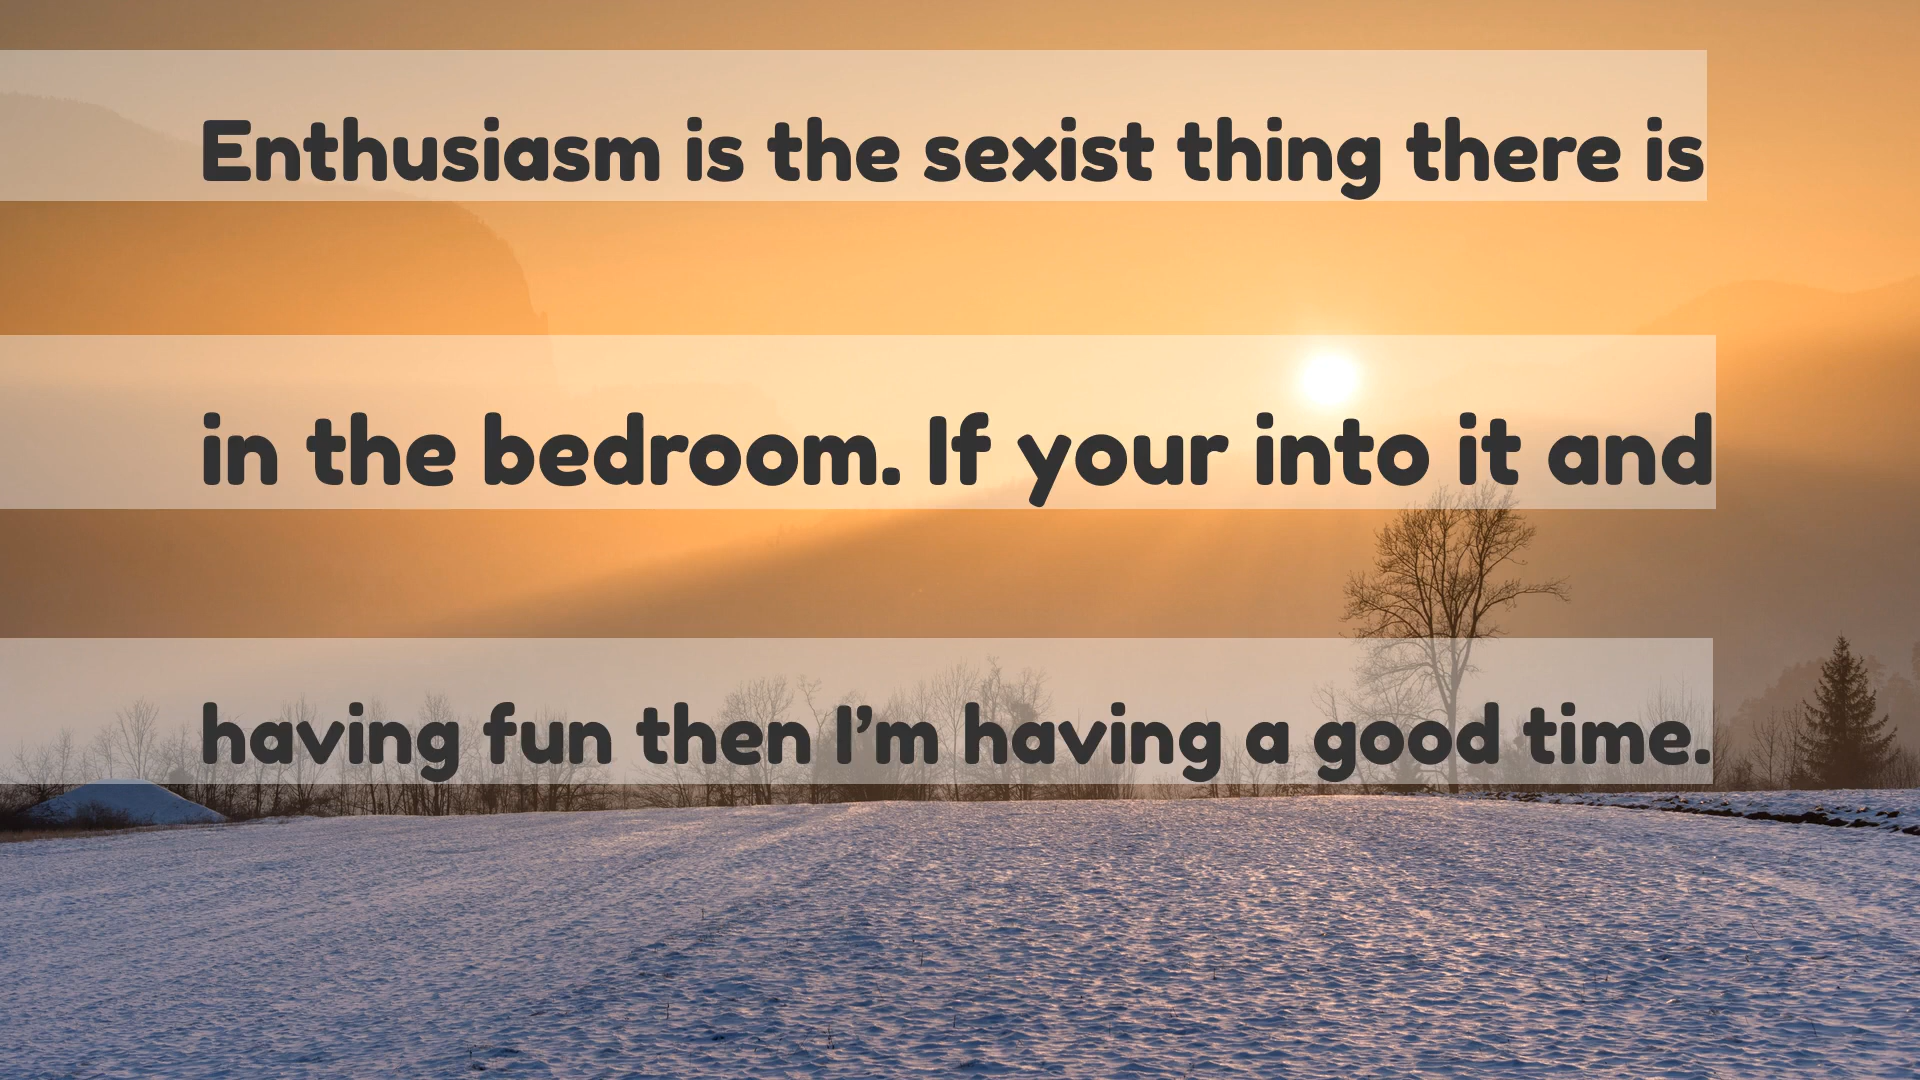 Enthusiasm is the sexist thing there is
in the bedroom. If your into it and
having fun then I’m having a good time.